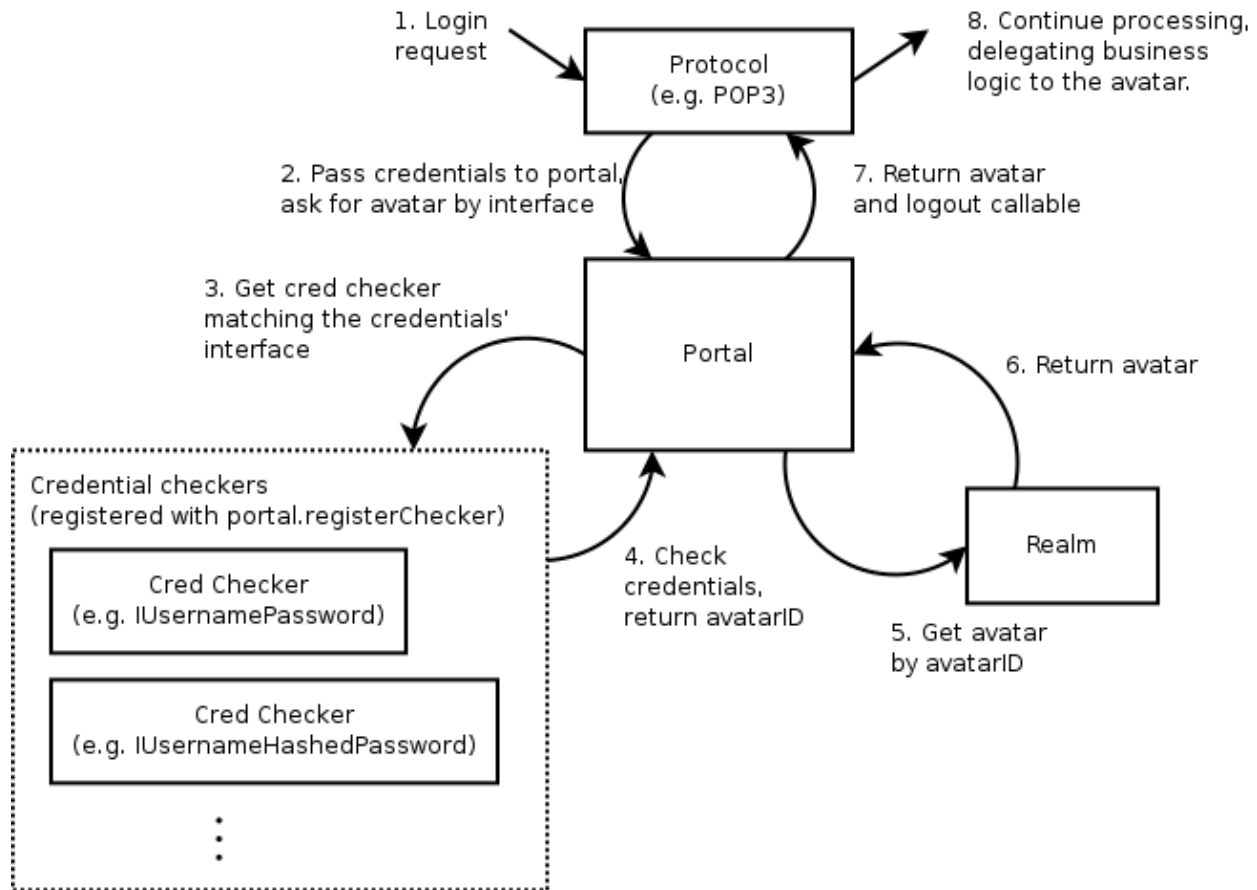 1. Login
request
Protocol
(e.g. POP3)
8. Continue processing,
delegating business
logic to the avatar.
2. Pass credentials to portal,
ask for avatar by interface
7. Return avatar
and logout callable
3. Get cred checker
matching the credentials'
interface
Portal
6. Return avatar
Credential checkers
(registered with portal.registerChecker)
Cred Checker
(e.g. IUsernamePassword)
4. Check
credentials,
return avatarID
Realm
5. Get avatar
by avatarID
Cred Checker
(e.g. IUsernameHashedPassword)